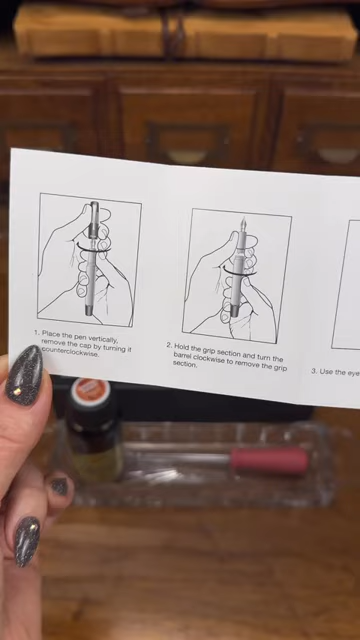 1. Place the pen vertically,
remove the cap by turning it
counterclockwise.
2. Hold the grip section and turn the
barrel clockwise to remove the grip
section.
3. Use the eye